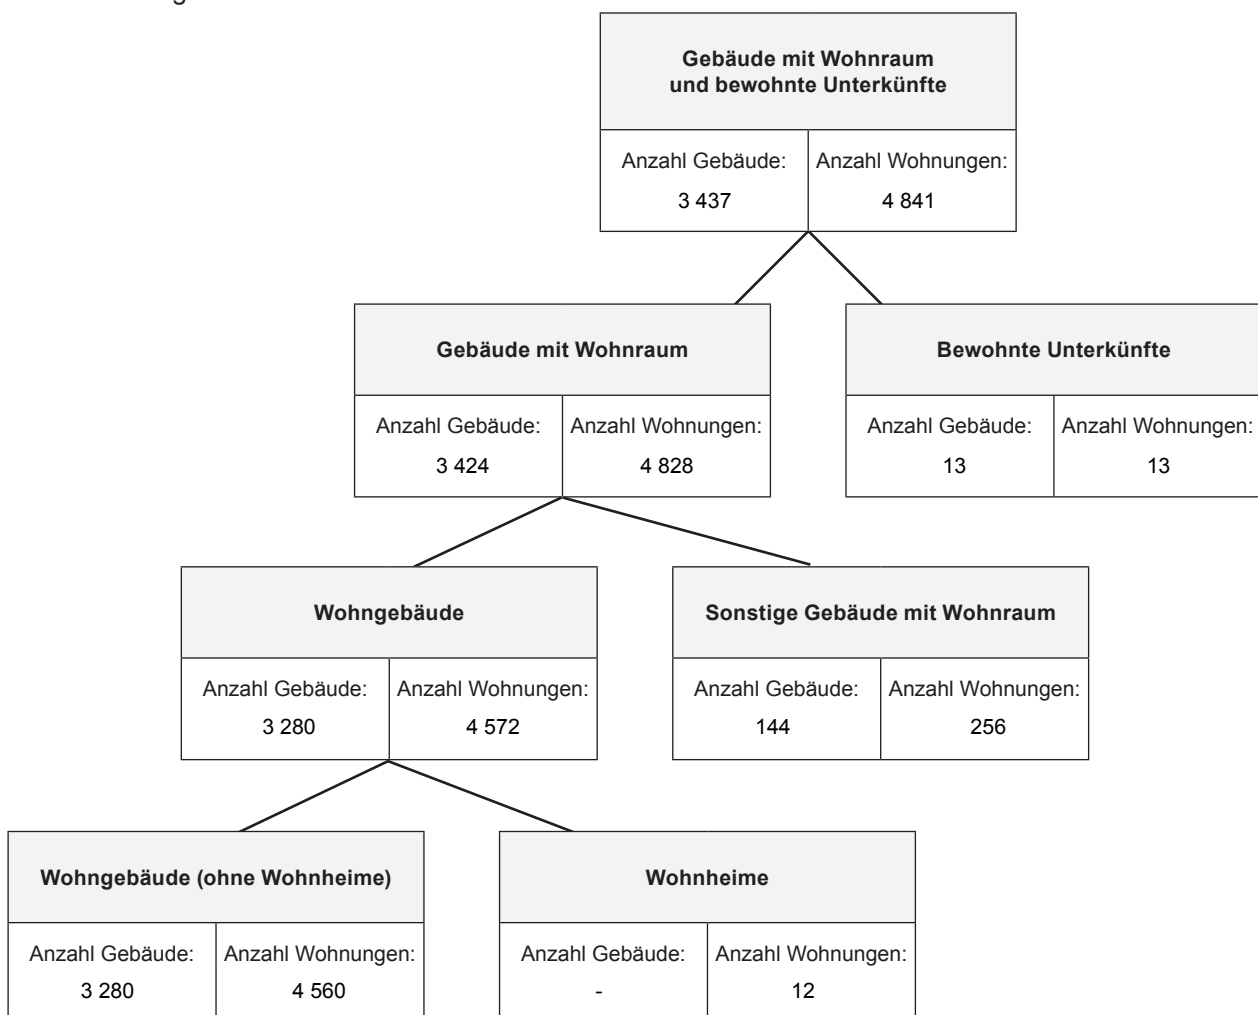 Gebäude mit Wohnraum
und bewohnte Unterkünfte
Anzahl Gebäude: Anzahl Wohnungen:
3 437 4 841
Gebäude mit Wohnraum
Anzahl Gebäude: Anzahl Wohnungen:
3 424 4 828
Bewohnte Unterkünfte
Anzahl Gebäude: Anzahl Wohnungen:
13 13
Wohngebäude
Anzahl Gebäude: Anzahl Wohnungen:
3 280 4 572
Sonstige Gebäude mit Wohnraum
Anzahl Gebäude: Anzahl Wohnungen:
144 256
Wohngebäude (ohne Wohnheime)
Anzahl Gebäude: Anzahl Wohnungen:
3 280 4 560
Wohnheime
Anzahl Gebäude: Anzahl Wohnungen:
- 12